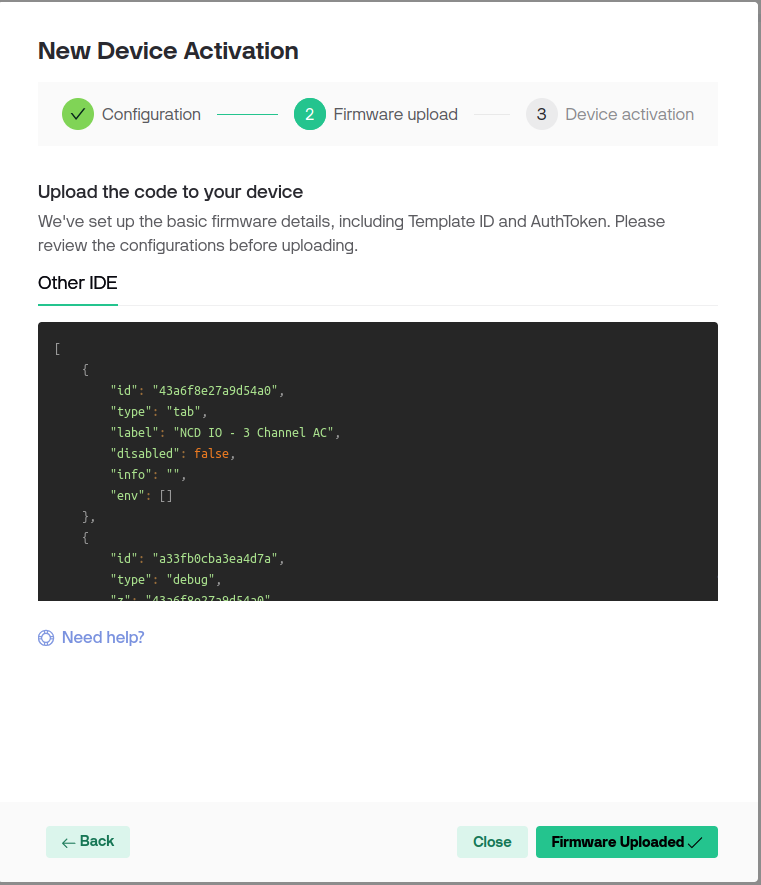 New Device Activation
Configuration
2 Firmware upload
3 Device activation
Upload the code to your device
We've set up the basic firmware details, including Template ID and AuthToken. Please
review the configurations before uploading.
Other IDE
[
{
"id": "43a6f8e27a9d54a0",
"type": "tab",
"label": "NCD IO - 3 Channel AC",
"disabled": false,
"info": "",
"env": []
},
{
"id": "a33fb0cba3ea4d7a",
"type": "debug",
"z": "43a6f8e27a9d54a0"
Need help?
← Back
Close
Firmware Uploaded ✓